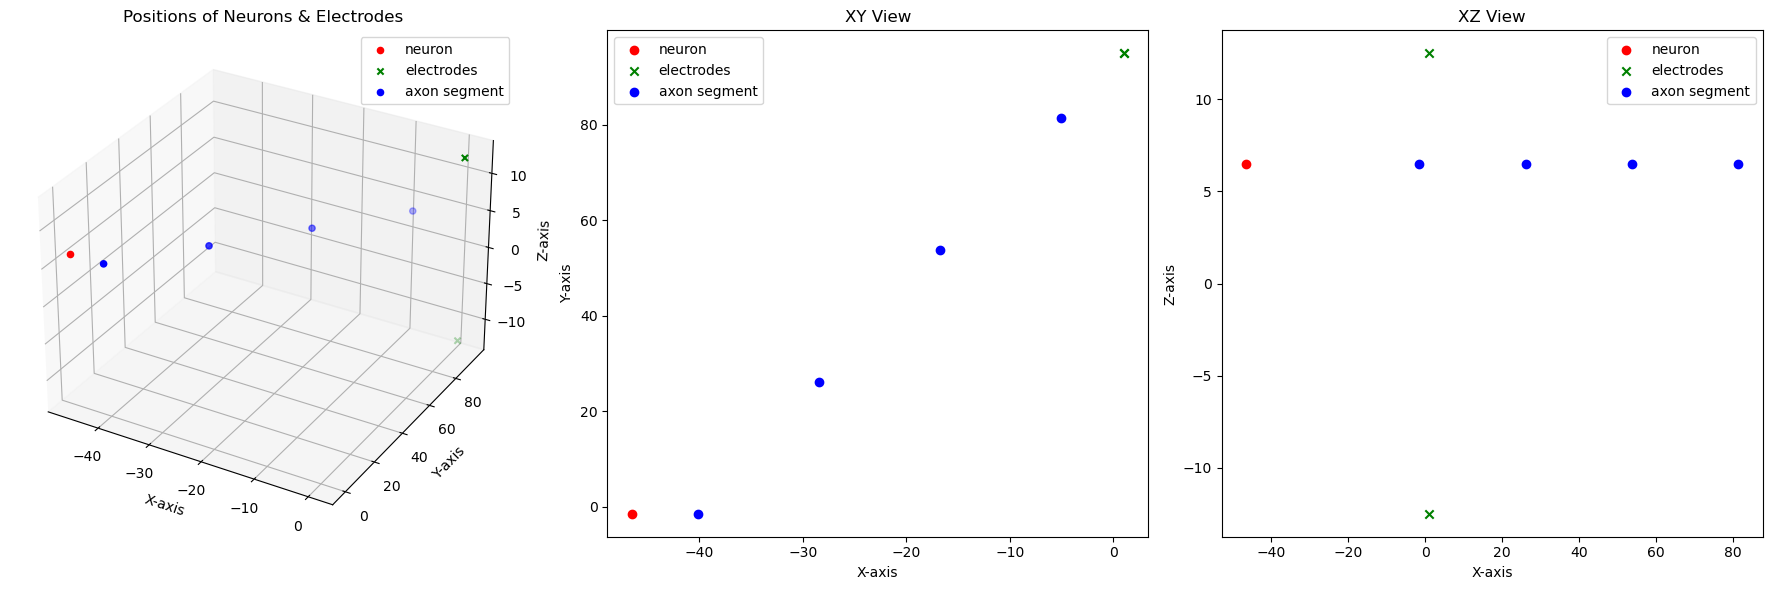 Positions of Neurons & Electrodes
neuron
electrodes
axon segment
10
5
0
−5
−10
Z-axis
80
60
40
20
0
Y-axis
−40
−30
−20
−10
0
X-axis
XY View
neuron
electrodes
axon segment
80
60
40
20
0
Y-axis
−40
−30
−20
−10
0
X-axis
XZ View
neuron
electrodes
axon segment
10
5
0
−5
−10
Z-axis
−40
−20
0
20
40
60
80
X-axis